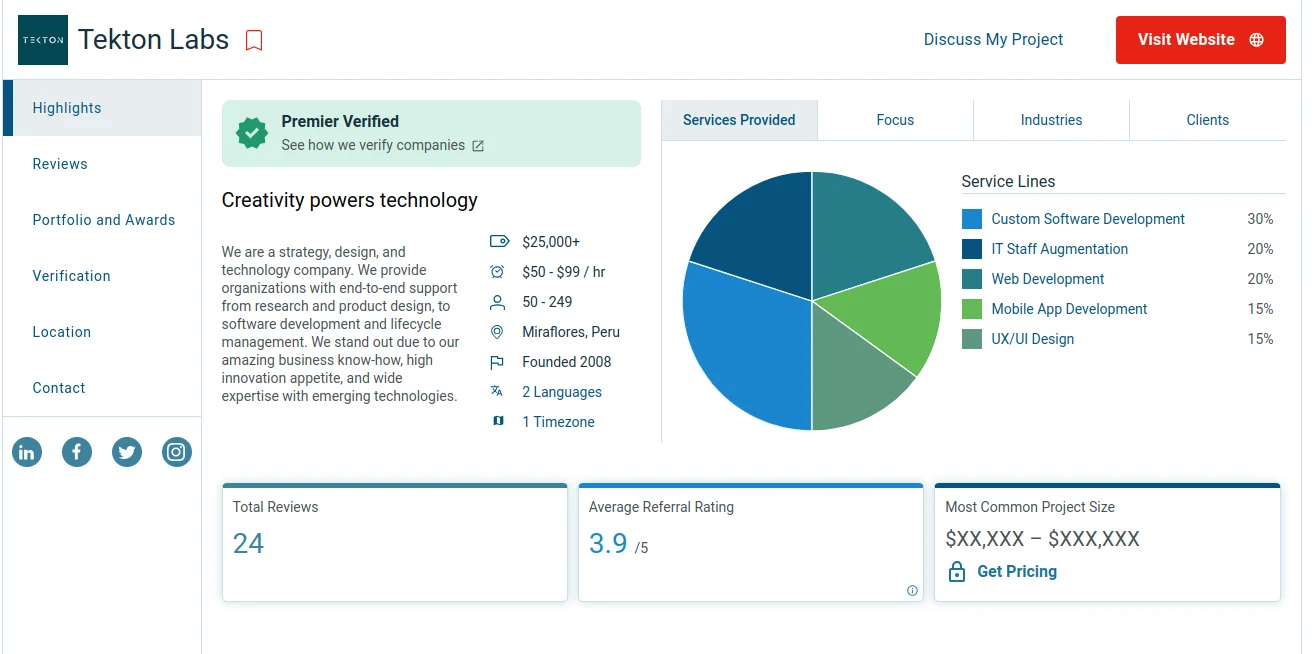 TEKTON
Tekton Labs
Discuss My Project
Visit Website
Highlights
Reviews
Portfolio and Awards
Verification
Location
Contact
Premier Verified
See how we verify companies
Creativity powers technology
We are a strategy, design, and
technology company. We provide
organizations with end-to-end support
from research and product design, to
software development and lifecycle
management. We stand out due to our
amazing business know-how, high
innovation appetite, and wide
expertise with emerging technologies.
$25,000+
$50 - $99 / hr
50 - 249
Miraflores, Peru
Founded 2008
2 Languages
1 Timezone
Services Provided
Focus
Industries
Clients
Service Lines
Custom Software Development 30%
IT Staff Augmentation 20%
Web Development 20%
Mobile App Development 15%
UX/UI Design 15%
Total Reviews
24
Average Referral Rating
3.9 /5
Most Common Project Size
$XX,XXX – $XXX,XXX
Get Pricing